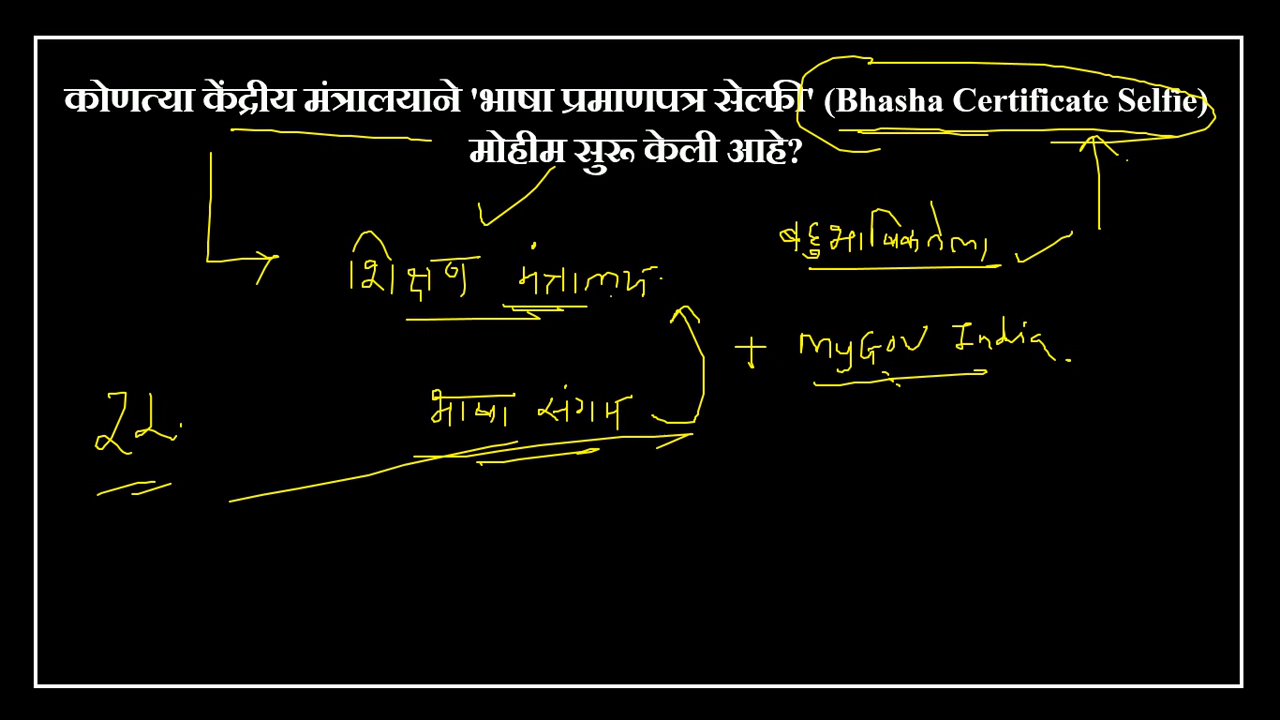 कोणत्या केंद्रीय मंत्रालयाने 'भाषा प्रमाणपत्र सेल्फी' (Bhasha Certificate Selfie)
मोहीम सुरू केली आहे?
बहुभाषिकतेला
शिक्षण मंत्रालय
+ MyGov India.
भाषा संगम
22